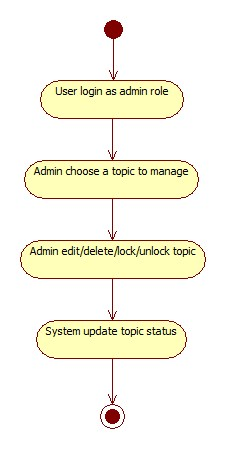 User login as admin role
Admin choose a topic to manage
Admin edit/delete/lock/unlock topic
System update topic status